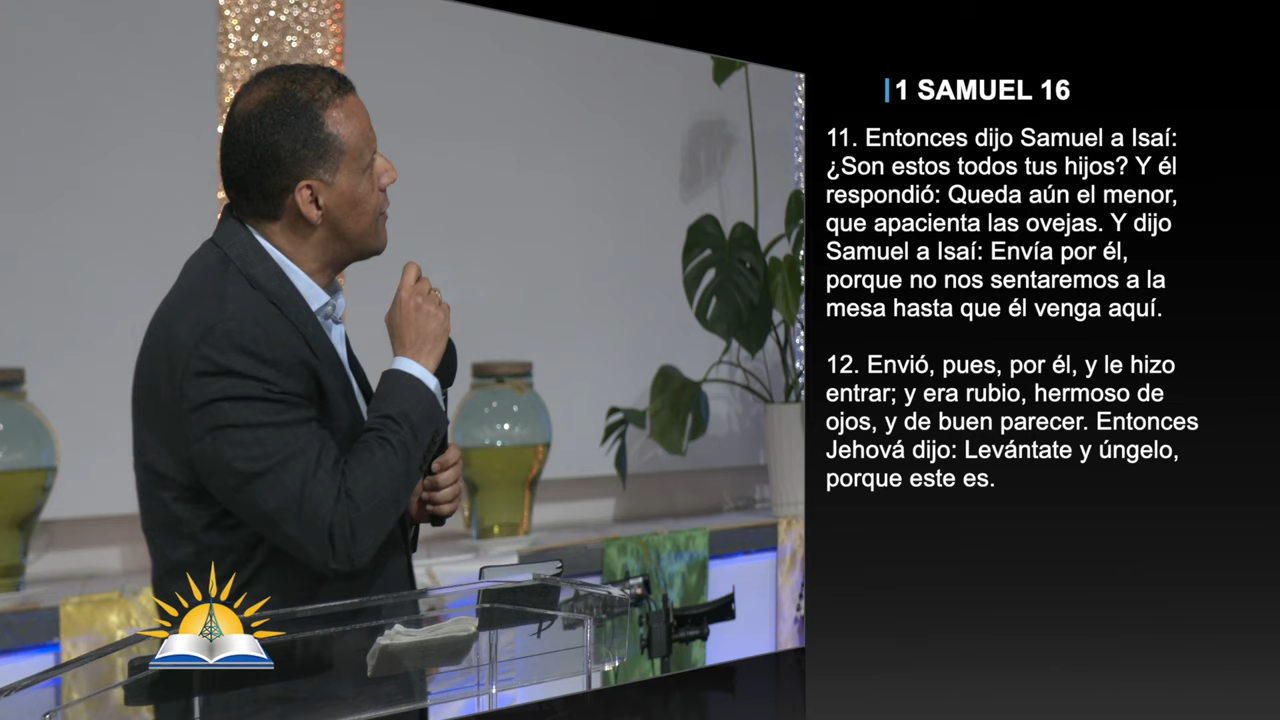 1 SAMUEL 16
11. Entonces dijo Samuel a Isaí:
¿Son estos todos tus hijos? Y él
respondió: Queda aún el menor,
que apacienta las ovejas. Y dijo
Samuel a Isaí: Envía por él,
porque no nos sentaremos a la
mesa hasta que él venga aquí.
12. Envió, pues, por él, y le hizo
entrar; y era rubio, hermoso de
ojos, y de buen parecer. Entonces
Jehová dijo: Levántate y úngelo,
porque este es.